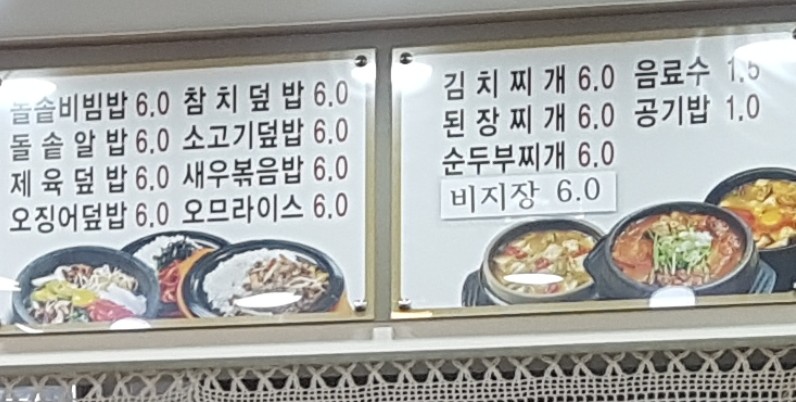 돌솥비빔밥 6.0 참치덮밥 6.0
돌솥알밥 6.0 소고기덮밥 6.0
제육덮밥 6.0 새우볶음밥 6.0
오징어덮밥 6.0 오므라이스 6.0
김치찌개 6.0 음료수 1.5
된장찌개 6.0 공기밥 1.0
순두부찌개 6.0
비지장 6.0